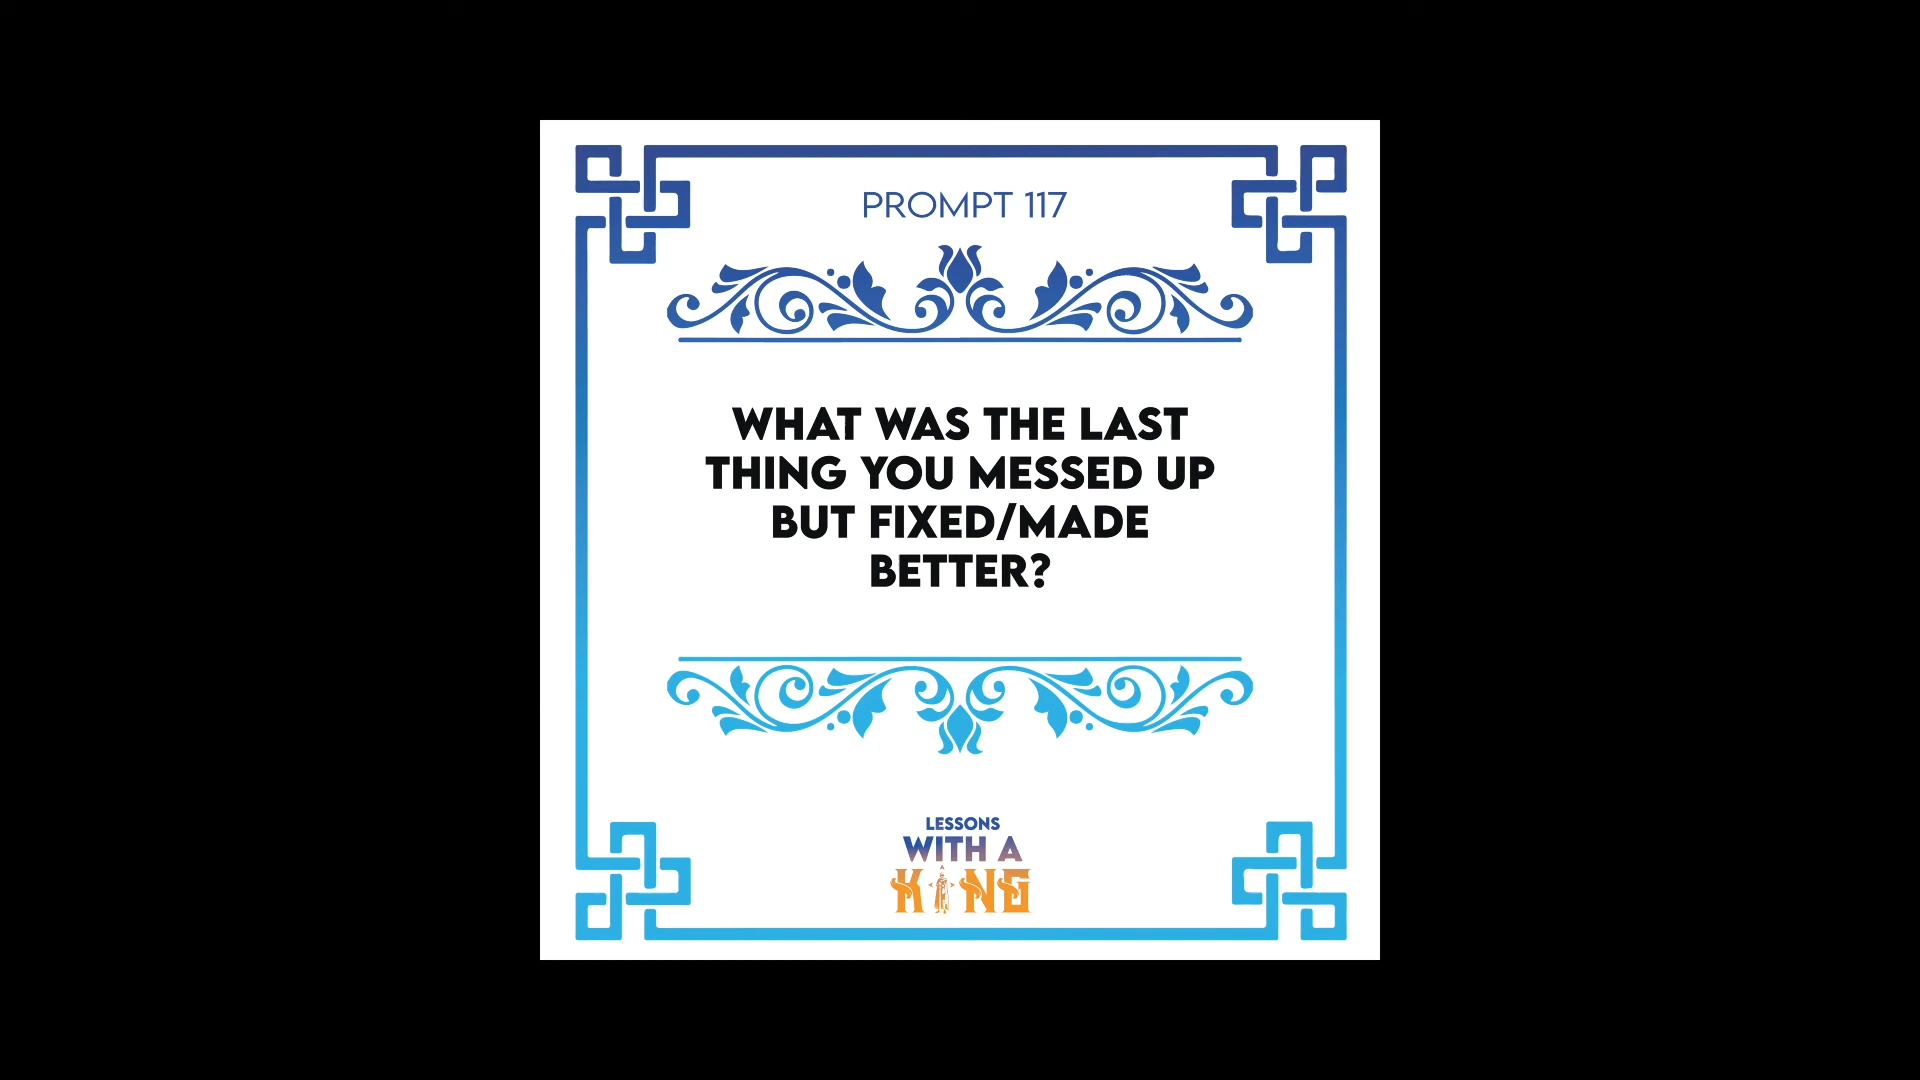 PROMPT 117
WHAT WAS THE LAST
THING YOU MESSED UP
BUT FIXED/MADE
BETTER?
LESSONS
WITH A
KING